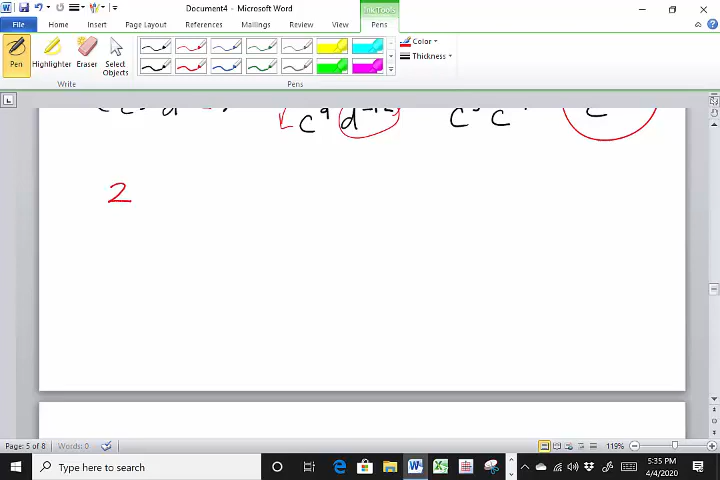 Document4 - Microsoft Word
InkTools
File Home Insert Page Layout References Mailings Review View Pens
Pen Highlighter Eraser Select Objects
Color
Thickness
Write Pens
c⁹ d
c c
c
2
Page: 5 of 8 Words: 0 119%
Type here to search
5:35 PM
4/4/2020